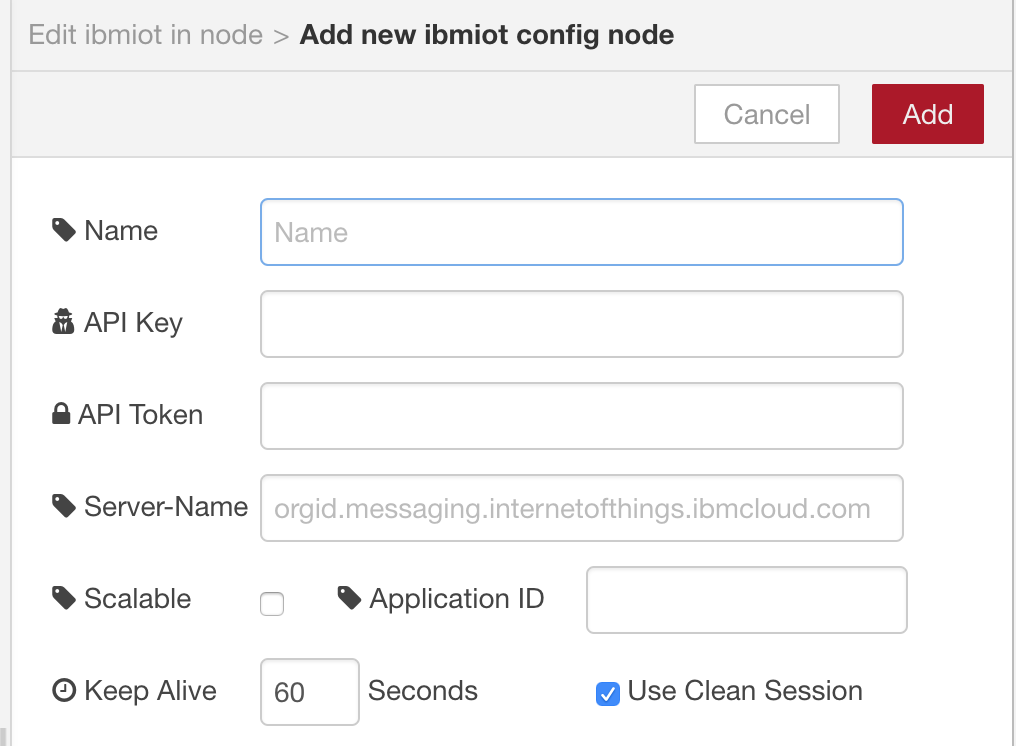 Edit ibmiot in node > Add new ibmiot config node
Cancel Add
Name Name
API Key
API Token
Server-Name orgid.messaging.internetofthings.ibmcloud.com
Scalable Application ID
Keep Alive 60 Seconds Use Clean Session